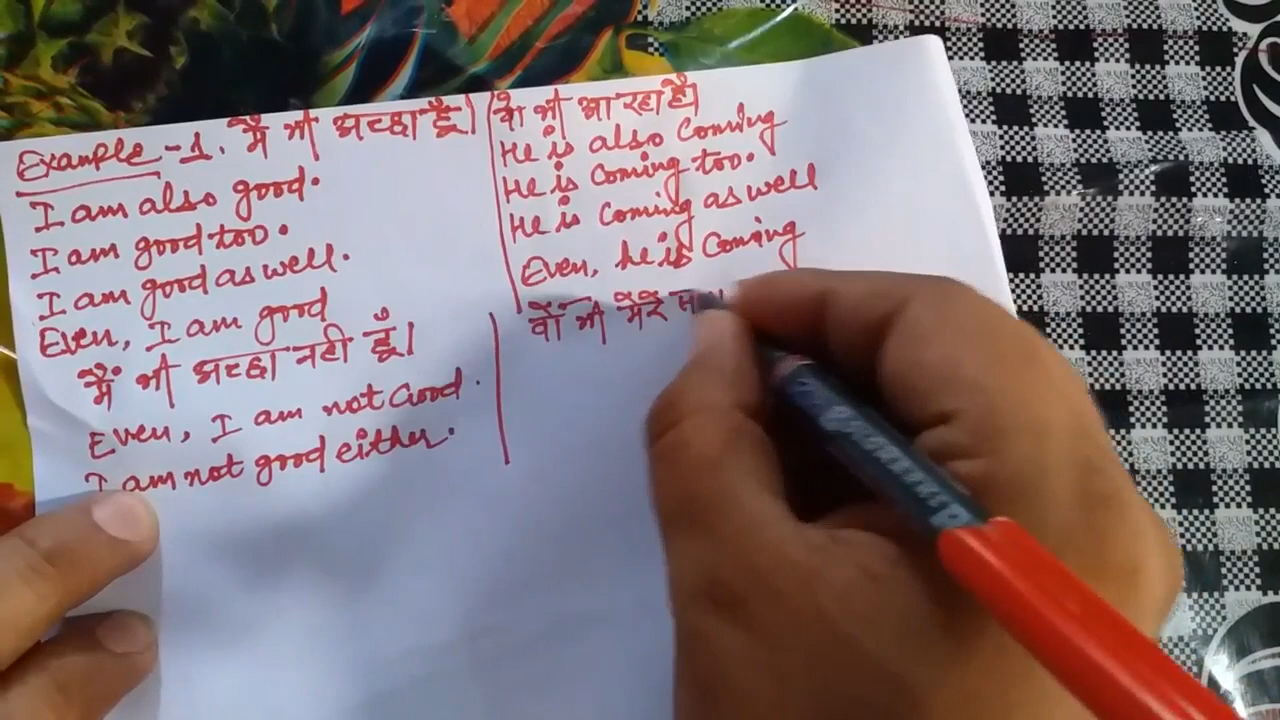 Example-1. मैं भी अच्छा हूँ।
I am also good.
I am good too.
I am good as well.
Even, I am good
मैं भी अच्छा नही हूँ।
Even, I am not Good.
I am not good either.
वो भी आ रहा है।
He is also coming
He is coming too.
He is coming as well
Even, he is Coming
वो भी मेरे